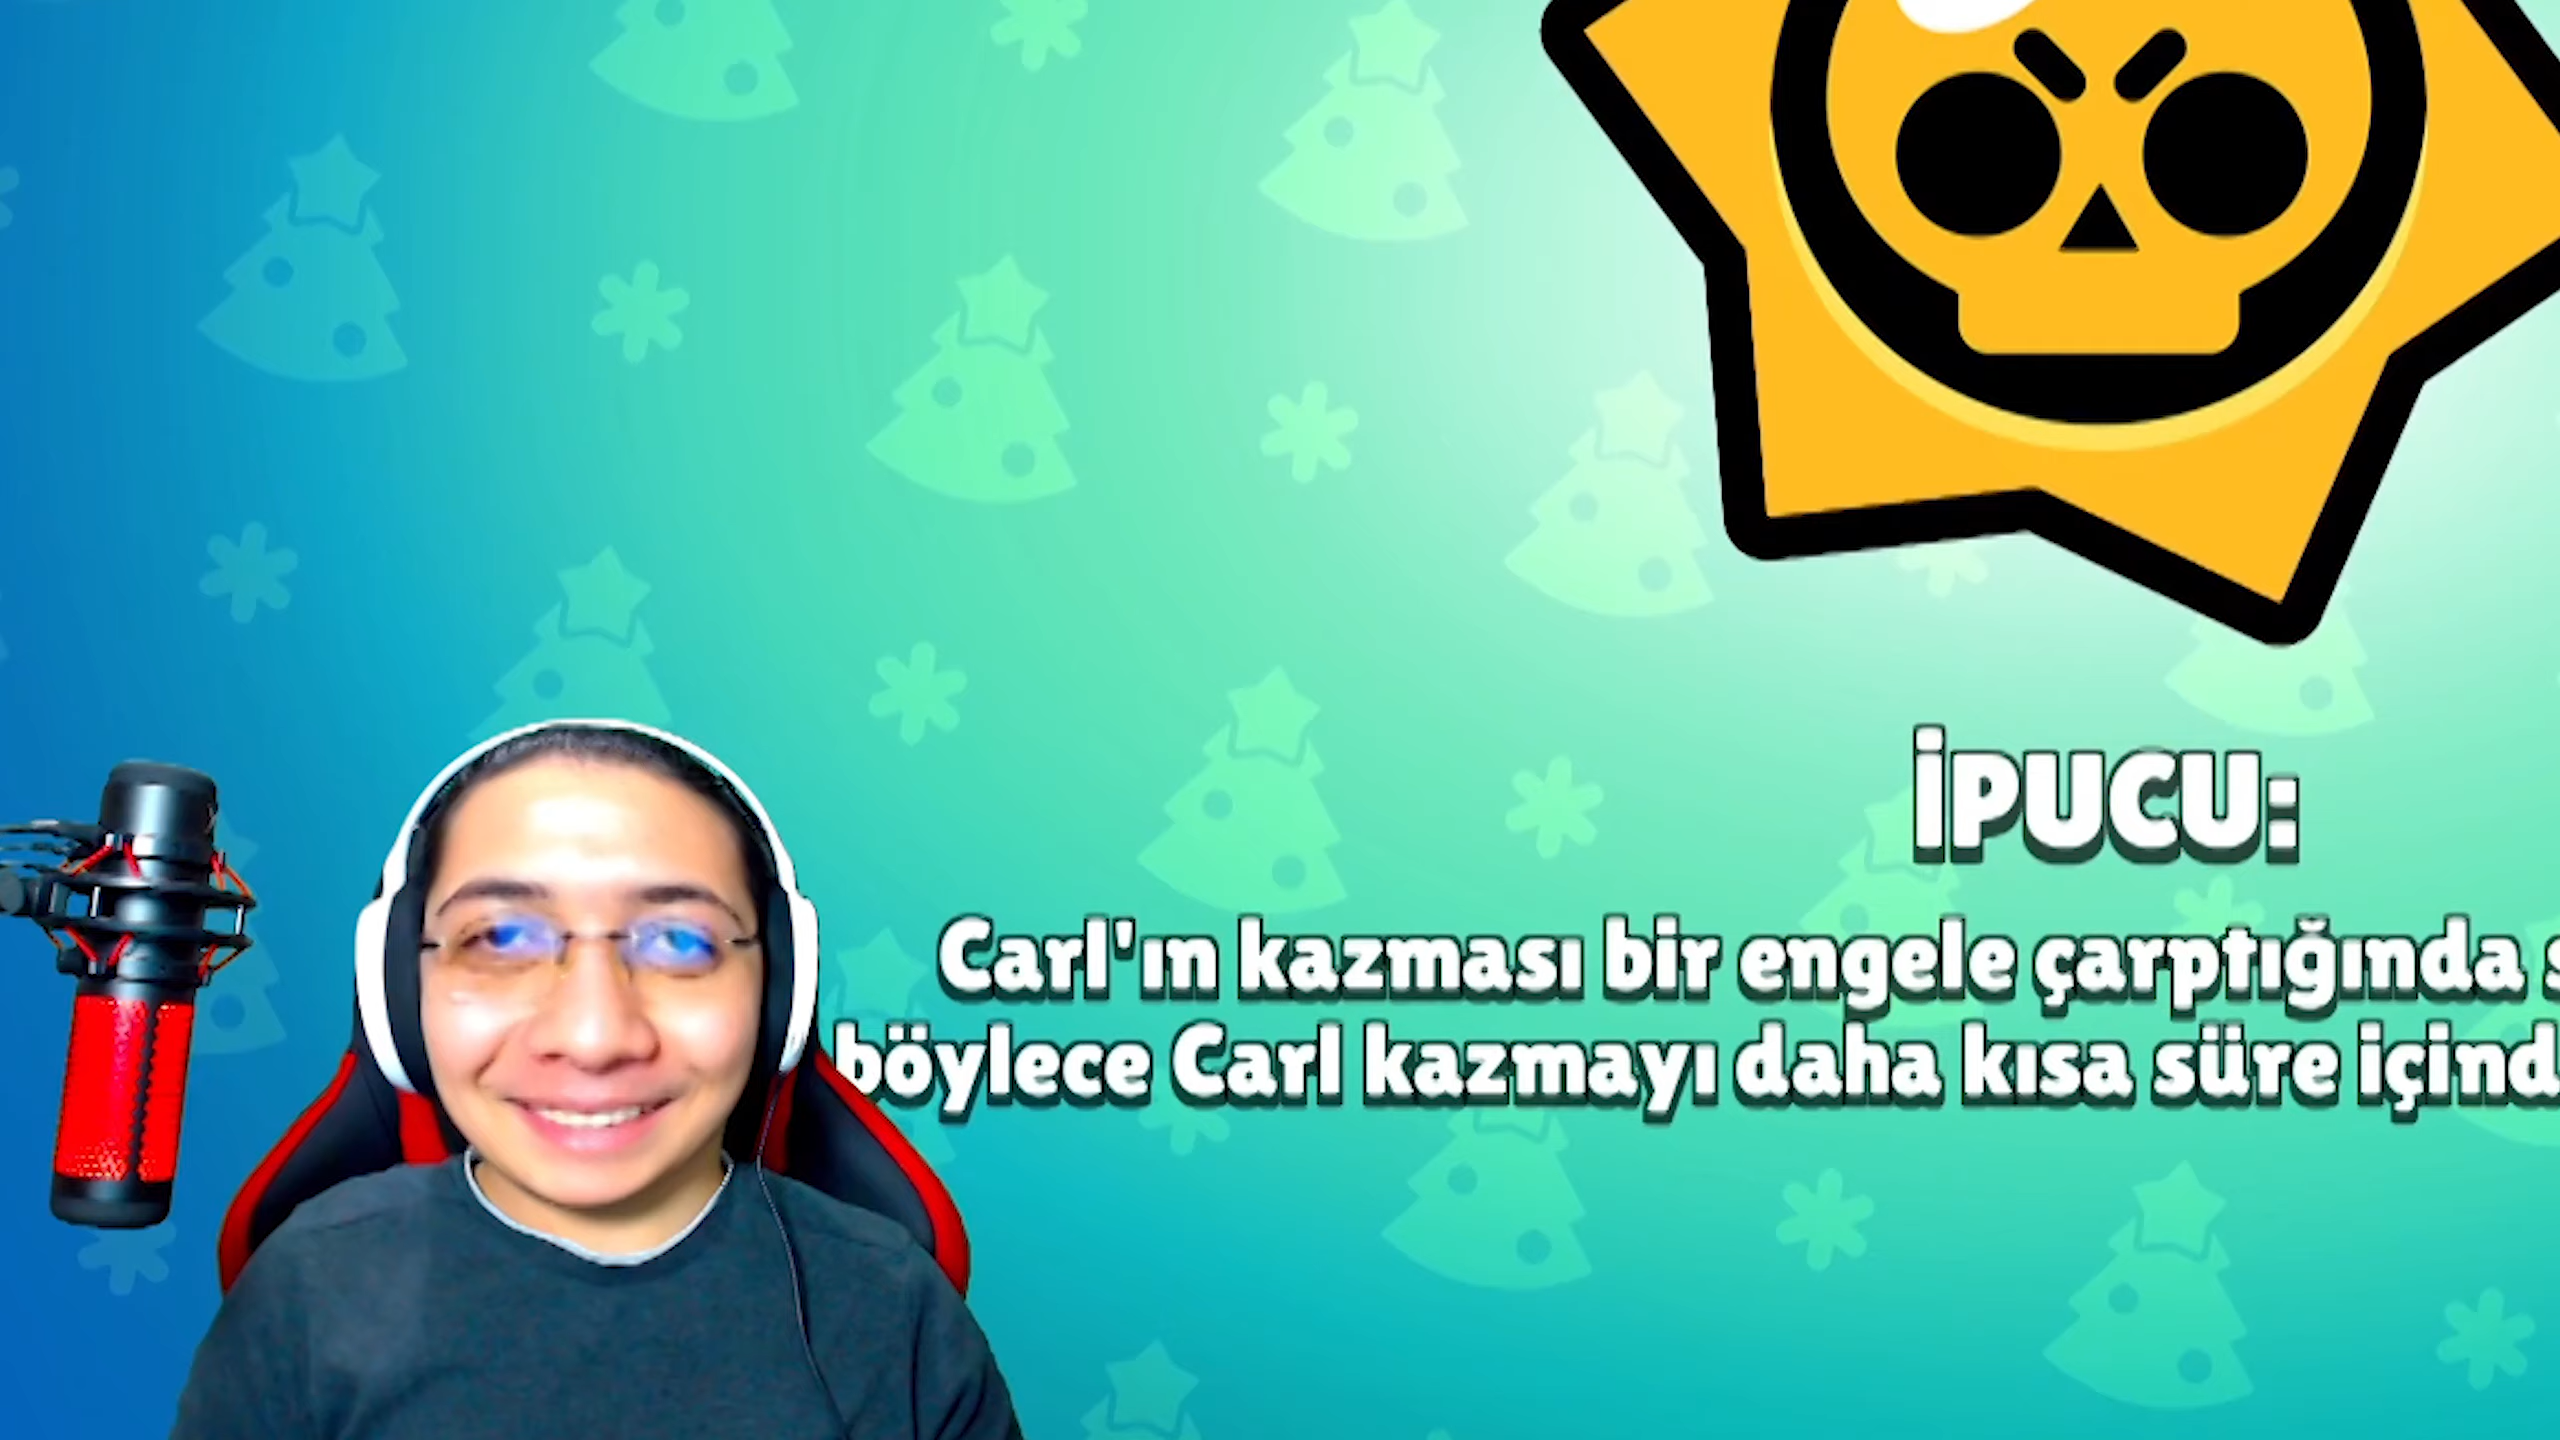 İPUCU:
Carl'ın kazması bir engele çarptığında
böylece Carl kazmayı daha kısa süre